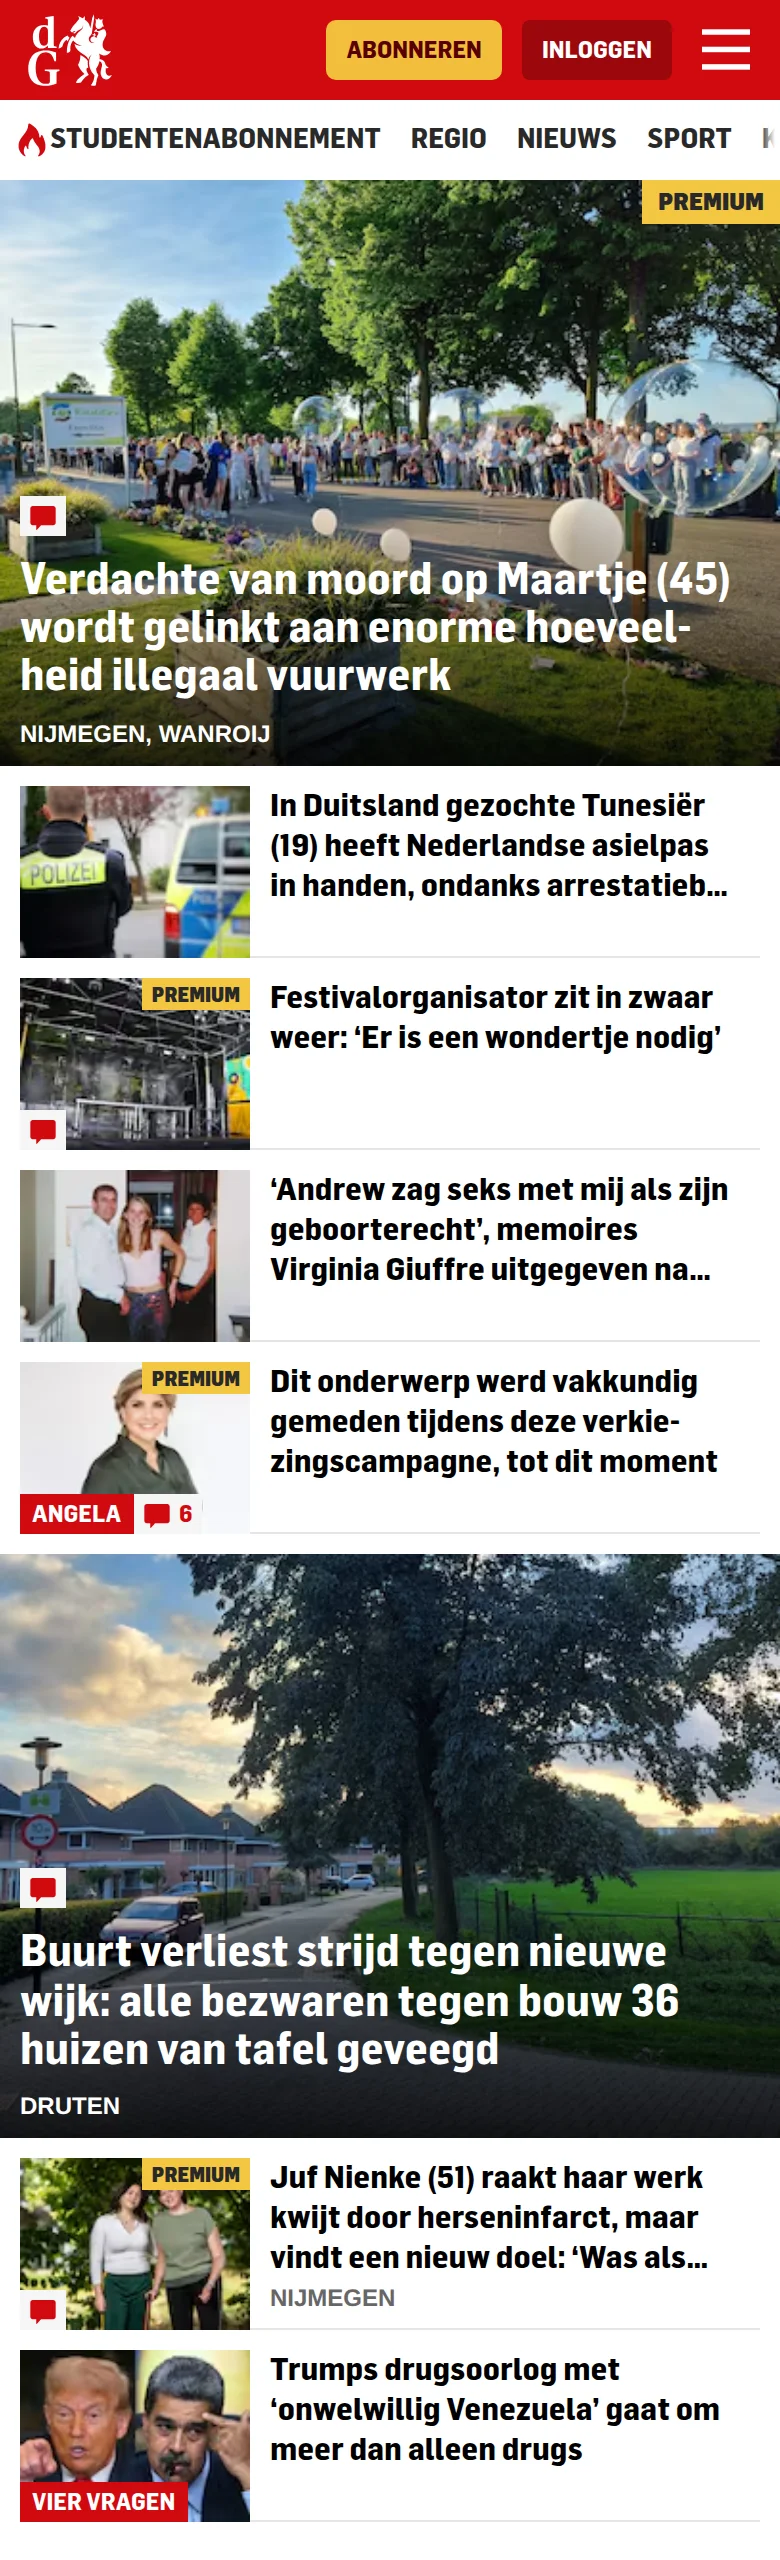 dG
ABONNEREN
INLOGGEN
STUDENTENABONNEMENT REGIO NIEUWS SPORT
PREMIUM
Verdachte van moord op Maartje (45)
wordt gelinkt aan enorme hoeveel-
heid illegaal vuurwerk
NIJMEGEN, WANROIJ
POLIZEI
In Duitsland gezochte Tunesiër
(19) heeft Nederlandse asielpas
in handen, ondanks arrestatieb...
PREMIUM
Festivalorganisator zit in zwaar
weer: ‘Er is een wondertje nodig’
‘Andrew zag seks met mij als zijn
geboorterecht’, memoires
Virginia Giuffre uitgegeven na...
PREMIUM
ANGELA
6
Dit onderwerp werd vakkundig
gemeden tijdens deze verkie-
zingscampagne, tot dit moment
Buurt verliest strijd tegen nieuwe
wijk: alle bezwaren tegen bouw 36
huizen van tafel geveegd
DRUTEN
PREMIUM
Juf Nienke (51) raakt haar werk
kwijt door herseninfarct, maar
vindt een nieuw doel: ‘Was als...
NIJMEGEN
VIER VRAGEN
Trumps drugsoorlog met
‘onwelwillig Venezuela’ gaat om
meer dan alleen drugs